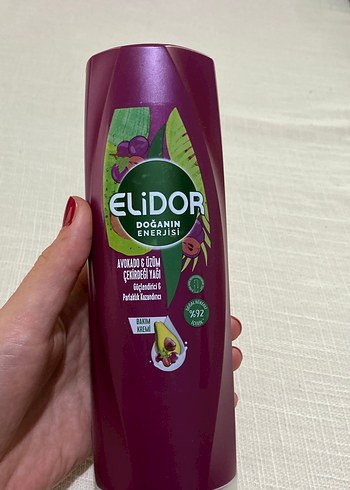 ELiDOR
DOĞANIN
ENERJİSİ
AVOKADO & ÜZÜM
ÇEKİRDEĞİ YAĞI
Güçlendirici &
Parlaklık Kazandırıcı
BAKIM
KREMİ
%92